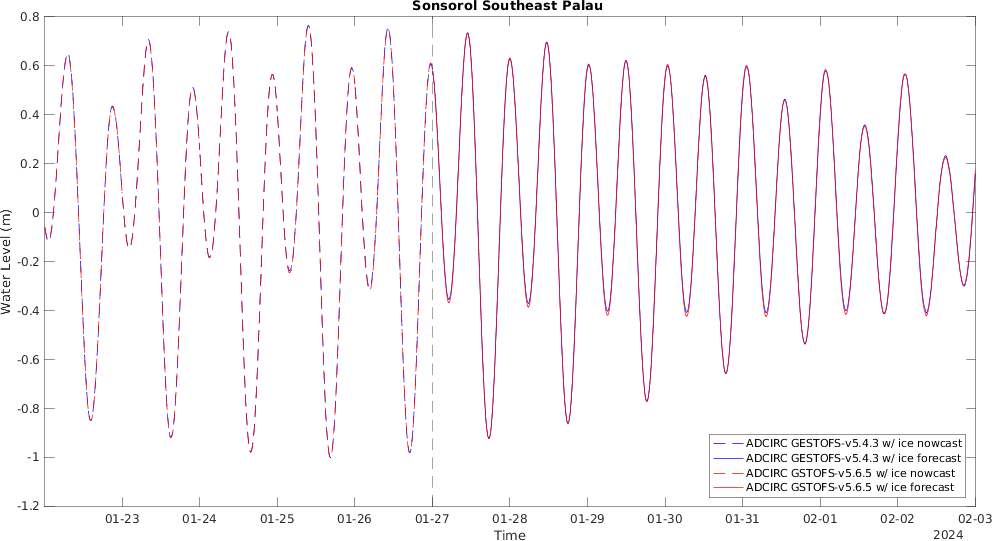 Sonsorol Southeast Palau
0.8
0.6
0.4
0.2
0
-0.2
-0.4
-0.6
-0.8
-1
-1.2
Water Level (m)
ADCIRC GESTOFS-v5.4.3 w/ ice nowcast
ADCIRC GESTOFS-v5.4.3 w/ ice forecast
ADCIRC GSTOFS-v5.6.5 w/ ice nowcast
ADCIRC GSTOFS-v5.6.5 w/ ice forecast
01-23 01-24 01-25 01-26 01-27 01-28 01-29 01-30 01-31 02-01 02-02 02-03
Time
2024